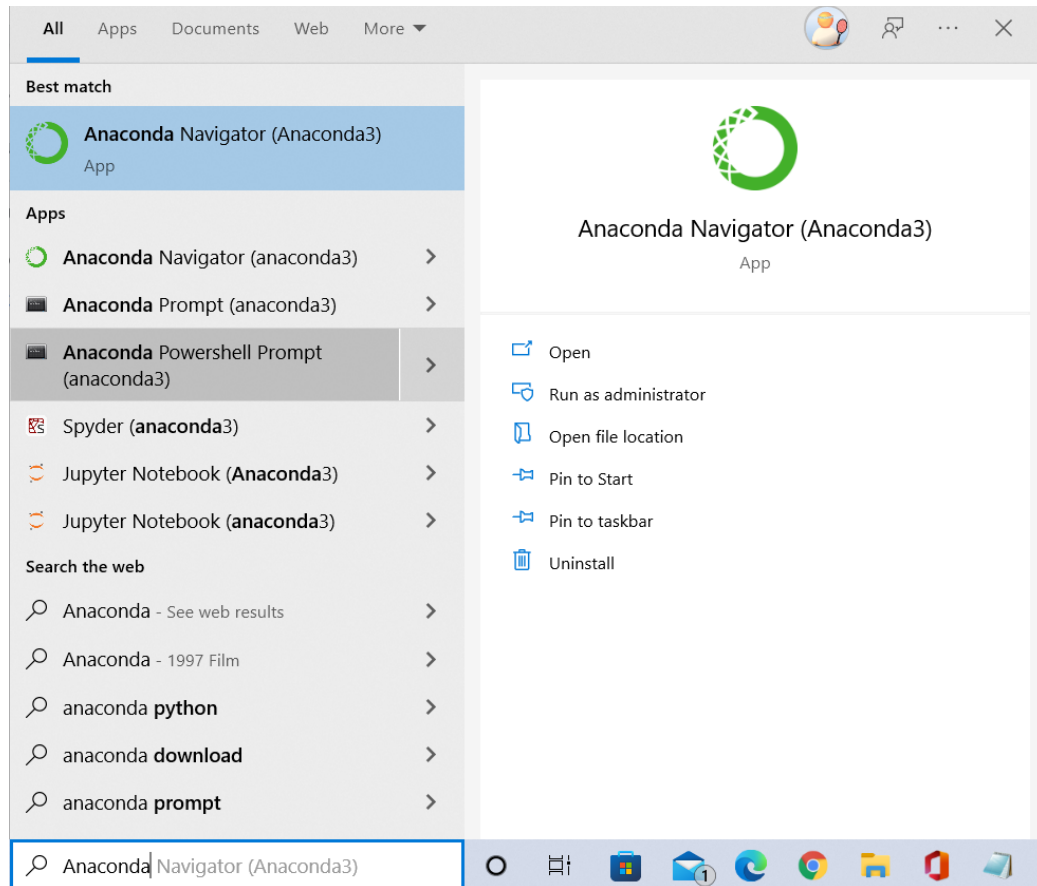 All Apps Documents Web More
Best match
Anaconda Navigator (Anaconda3)
App
Apps
Anaconda Navigator (anaconda3)
Anaconda Prompt (anaconda3)
Anaconda Powershell Prompt
(anaconda3)
Spyder (anaconda3)
Jupyter Notebook (Anaconda3)
Jupyter Notebook (anaconda3)
Search the web
Anaconda - See web results
Anaconda - 1997 Film
anaconda python
anaconda download
anaconda prompt
Anaconda Navigator (Anaconda3)
Anaconda Navigator (Anaconda3)
App
Open
Run as administrator
Open file location
Pin to Start
Pin to taskbar
Uninstall
1